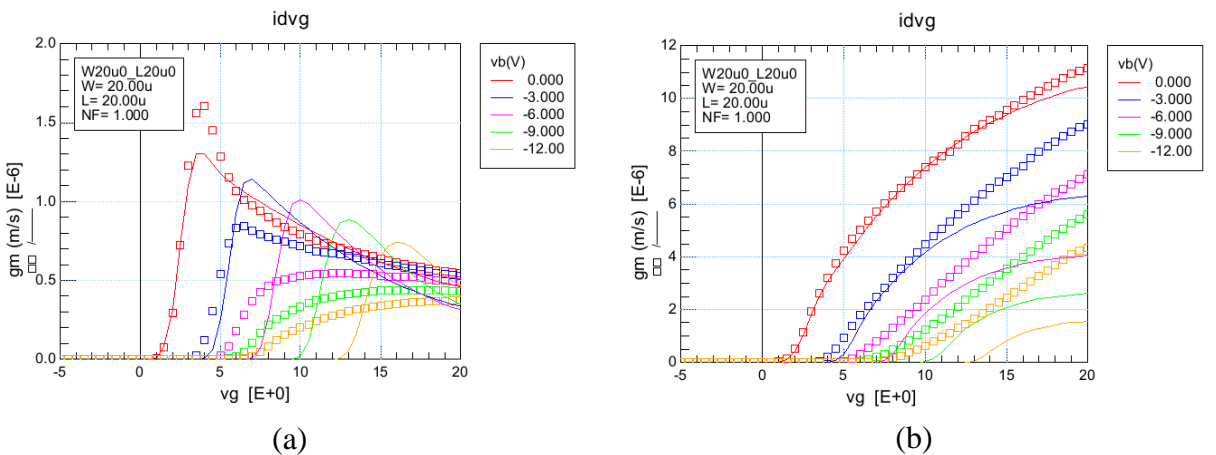 idvg
2.0
1.5
1.0
0.5
0.0
gm (m/s) [E-6]
W20u0_L20u0
W= 20.00u
L= 20.00u
NF= 1.000
-5
0
5
10
15
20
vg [E+0]
vb(V)
0.000
-3.000
-6.000
-9.000
-12.00
(a)
idvg
12
10
8
6
4
2
0
gm (m/s) [E-6]
W20u0_L20u0
W= 20.00u
L= 20.00u
NF= 1.000
-5
0
5
10
15
20
vg [E+0]
vb(V)
0.000
-3.000
-6.000
-9.000
-12.00
(b)